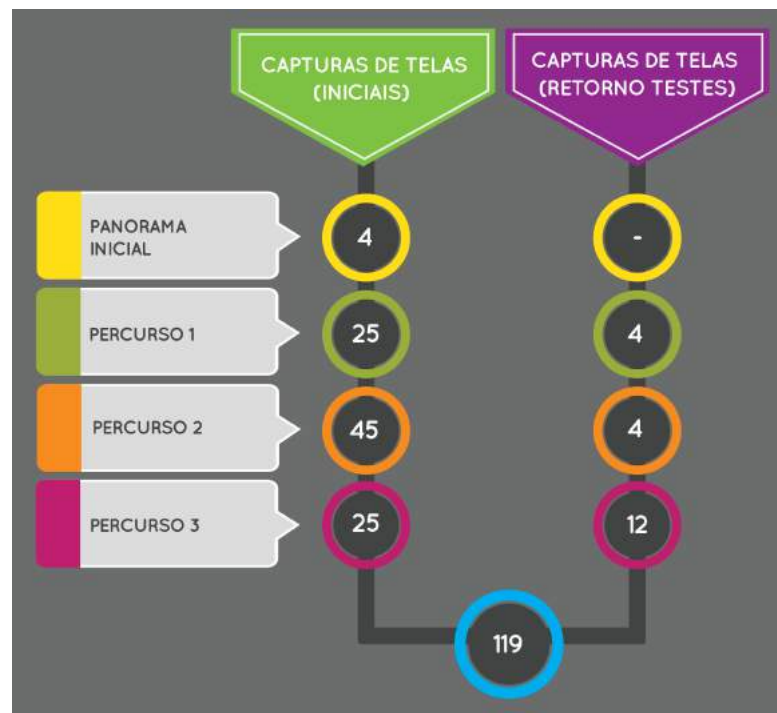 CAPTURAS DE TELAS
(INICIAIS)
CAPTURAS DE TELAS
(RETORNO TESTES)
PANORAMA
INICIAL
4
-
PERCURSO 1
25
4
PERCURSO 2
45
4
PERCURSO 3
25
12
119